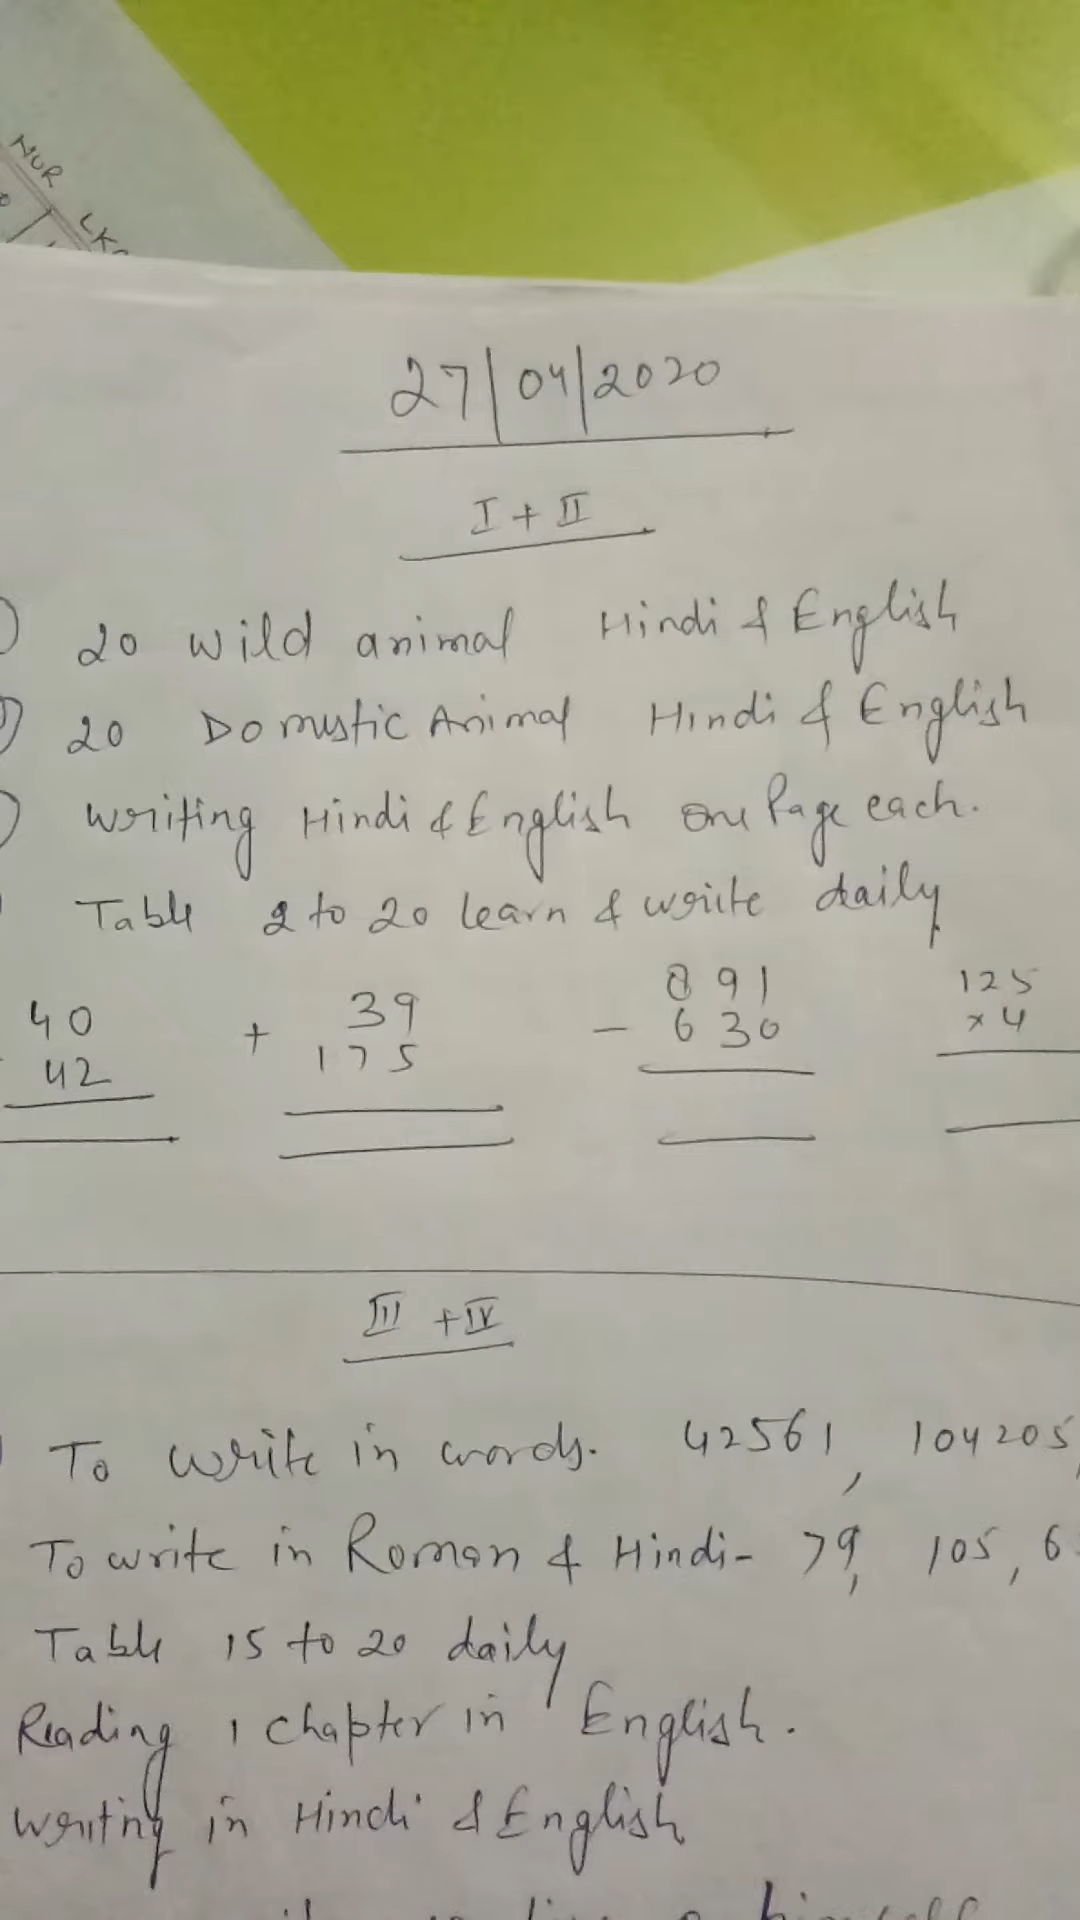 NUR
27/04/2020
I + II
20 wild animal Hindi & English
20 Domestic Animal Hindi & English
writing Hindi & English one Page each.
Table 2 to 20 learn & write daily
40 + 39 - 891 125
42 175 630 x 4
III + IV
To write in words. 42561, 104205,
To write in Roman & Hindi- 79, 105, 6
Table 15 to 20 daily
Reading 1 chapter in English.
writing in Hindi & English
himself